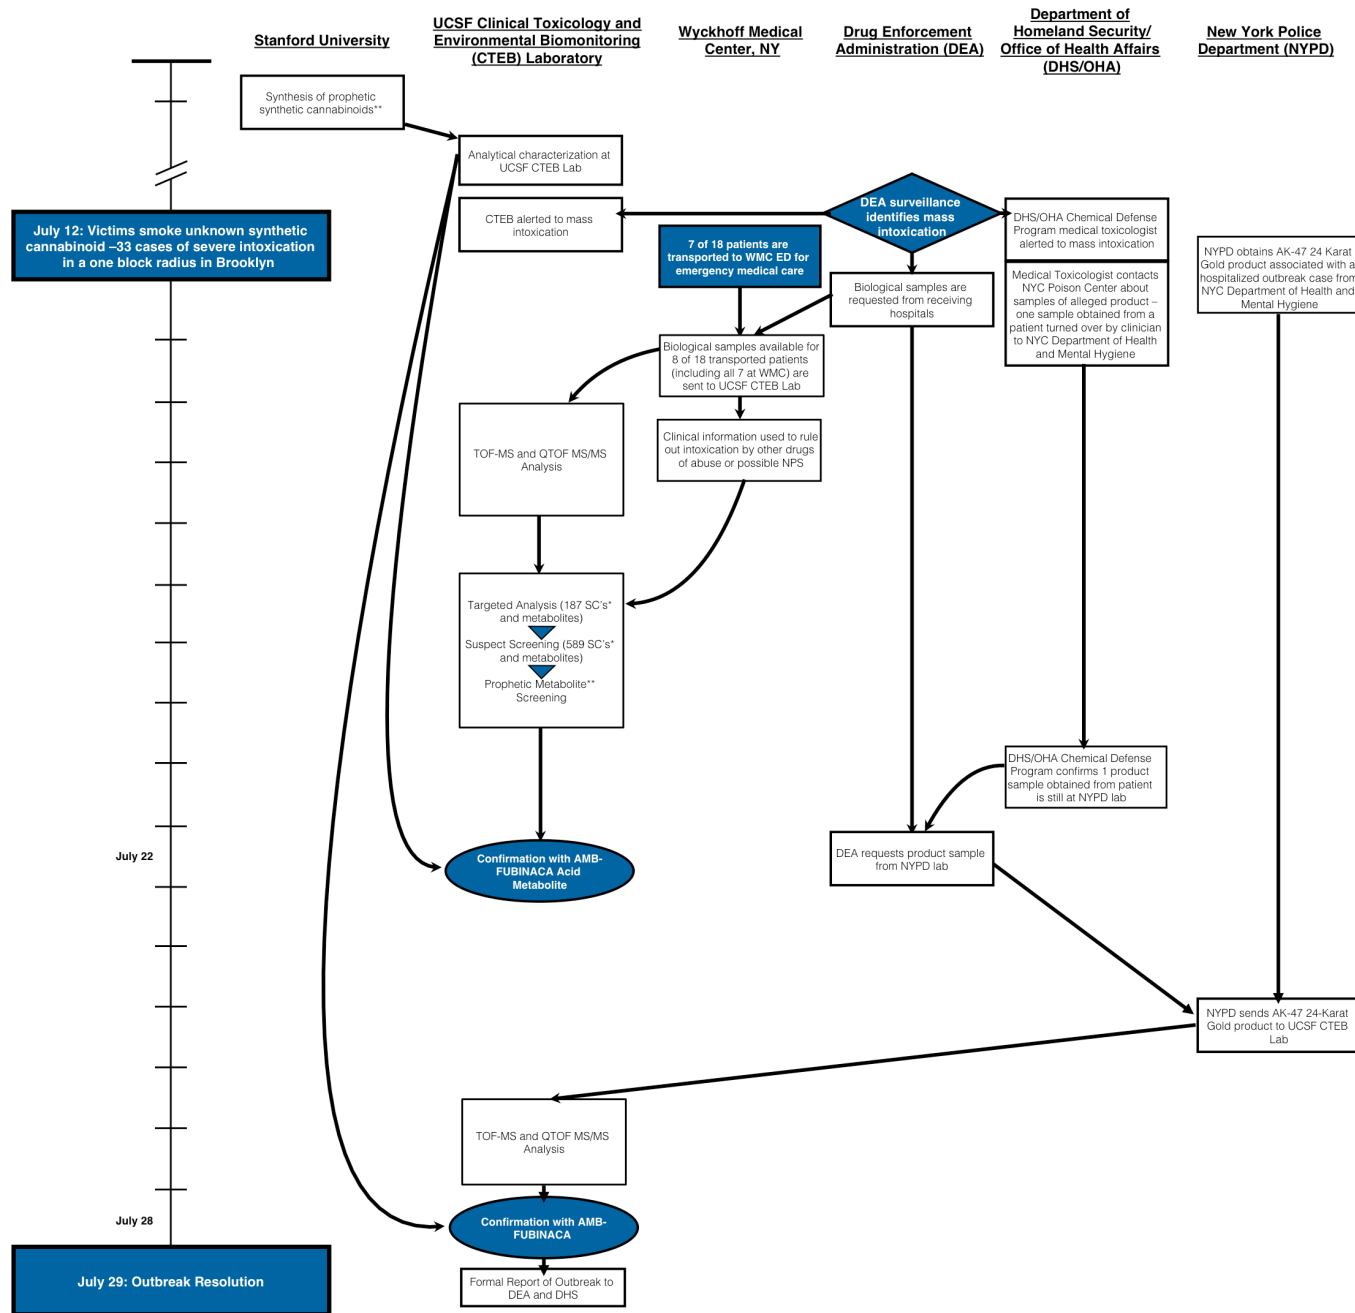 Stanford University
UCSF Clinical Toxicology and
Environmental Biomonitoring
(CTEB) Laboratory
Wyckhoff Medical
Center, NY
Drug Enforcement
Administration (DEA)
Department of
Homeland Security/
Office of Health Affairs
(DHS/OHA)
New York Police
Department (NYPD)
Synthesis of prophetic
synthetic cannabinoids**
Analytical characterization at
UCSF CTEB Lab
CTEB alerted to mass
intoxication
DEA surveillance
identifies mass
intoxication
DHS/OHA Chemical Defense
Program medical toxicologist
alerted to mass intoxication
July 12: Victims smoke unknown synthetic
cannabinoid –33 cases of severe intoxication
in a one block radius in Brooklyn
7 of 18 patients are
transported to WMC ED for
emergency medical care
Biological samples are
requested from receiving
hospitals
Medical Toxicologist contacts
NYC Poison Center about
samples of alleged product –
one sample obtained from a
patient turned over by clinician
to NYC Department of Health
and Mental Hygiene
NYPD obtains AK-47 24 Karat
Gold product associated with a
hospitalized outbreak case from
NYC Department of Health and
Mental Hygiene
Biological samples available for
8 of 18 transported patients
(including all 7 at WMC) are
sent to UCSF CTEB Lab
TOF-MS and QTOF MS/MS
Analysis
Clinical information used to rule
out intoxication by other drugs
of abuse or possible NPS
Targeted Analysis (187 SC's*
and metabolites)
Suspect Screening (589 SC's*
and metabolites)
Prophetic Metabolite**
Screening
DHS/OHA Chemical Defense
Program confirms 1 product
sample obtained from patient
is still at NYPD lab
July 22
Confirmation with AMB-
FUBINACA Acid
Metabolite
DEA requests product sample
from NYPD lab
NYPD sends AK-47 24-Karat
Gold product to UCSF CTEB
Lab
TOF-MS and QTOF MS/MS
Analysis
July 28
Confirmation with AMB-
FUBINACA
July 29: Outbreak Resolution
Formal Report of Outbreak to
DEA and DHS